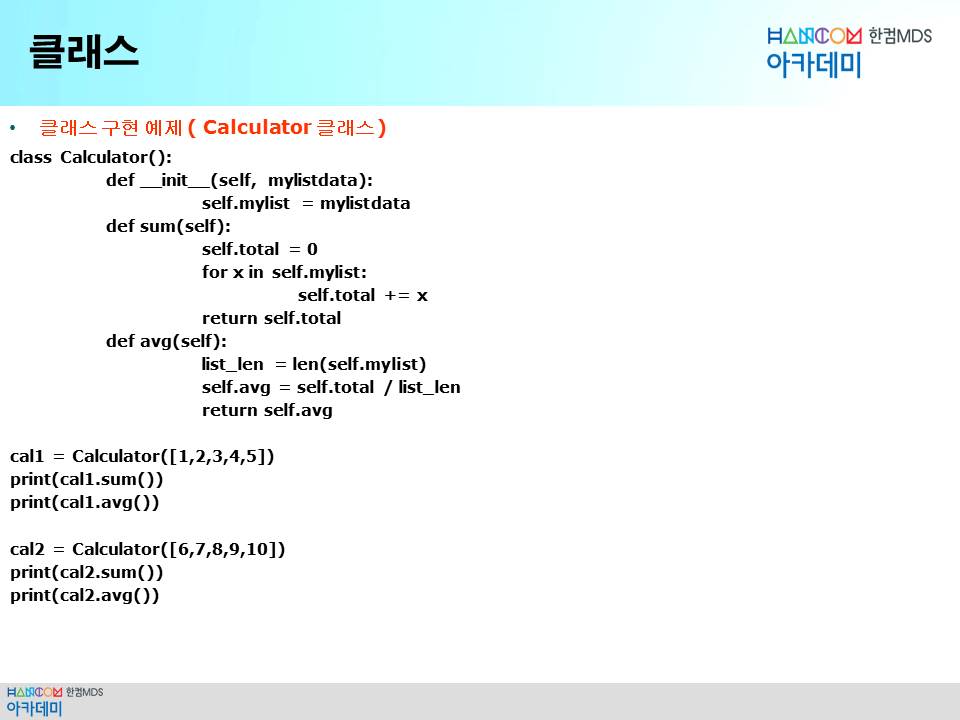 클래스
HANCOM 한컴MDS
아카데미
• 클래스 구현 예제 ( Calculator 클래스 )
class Calculator():
def __init__(self, mylistdata):
self.mylist = mylistdata
def sum(self):
self.total = 0
for x in self.mylist:
self.total += x
return self.total
def avg(self):
list_len = len(self.mylist)
self.avg = self.total / list_len
return self.avg
cal1 = Calculator([1,2,3,4,5])
print(cal1.sum())
print(cal1.avg())
cal2 = Calculator([6,7,8,9,10])
print(cal2.sum())
print(cal2.avg())
HANCOM 한컴MDS
아카데미